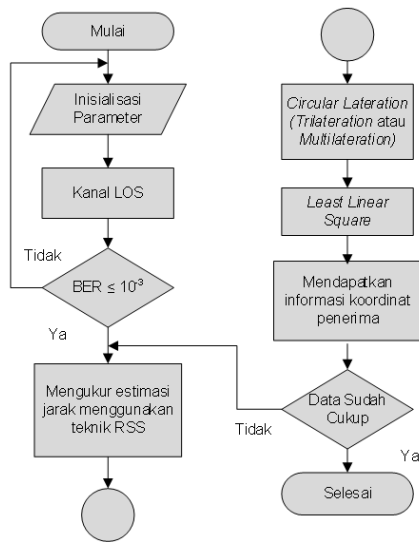 Mulai
Inisialisasi
Parameter
Kanal LOS
Tidak
BER ≤ 10⁻³
Ya
Mengukur estimasi
jarak menggunakan
teknik RSS
Circular Lateration
(Trilateration atau
Multilateration)
Least Linear
Square
Mendapatkan
informasi koordinat
penerima
Data Sudah
Cukup
Tidak
Ya
Selesai